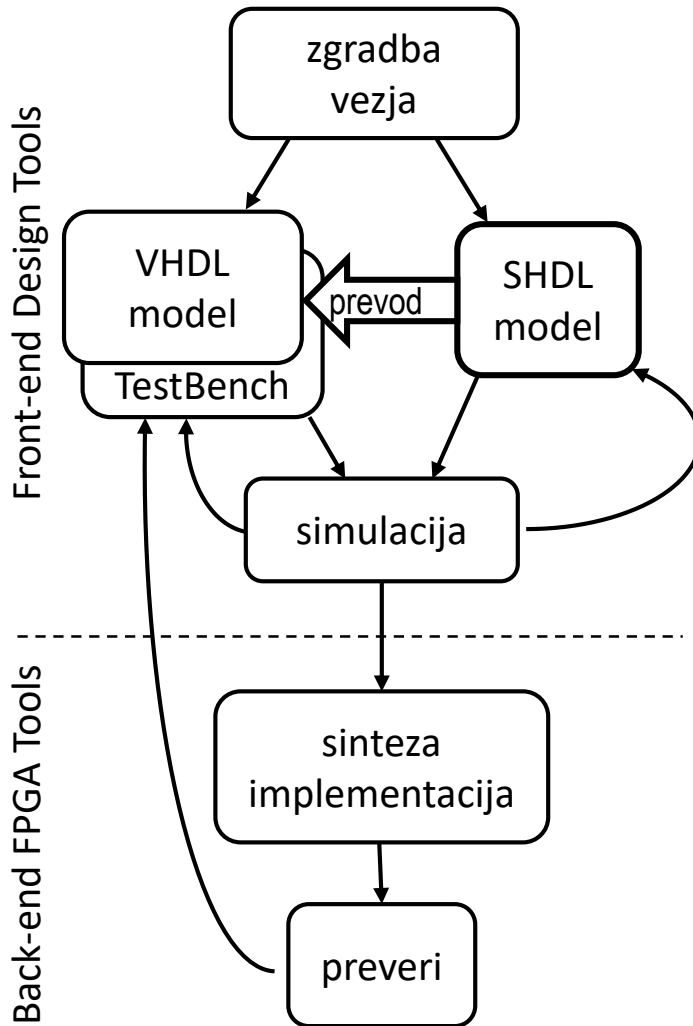 Front-end Design Tools
zgradba
vezja
VHDL
model
TestBench
prevod
SHDL
model
simulacija
Back-end FPGA Tools
sinteza
implementacija
preveri